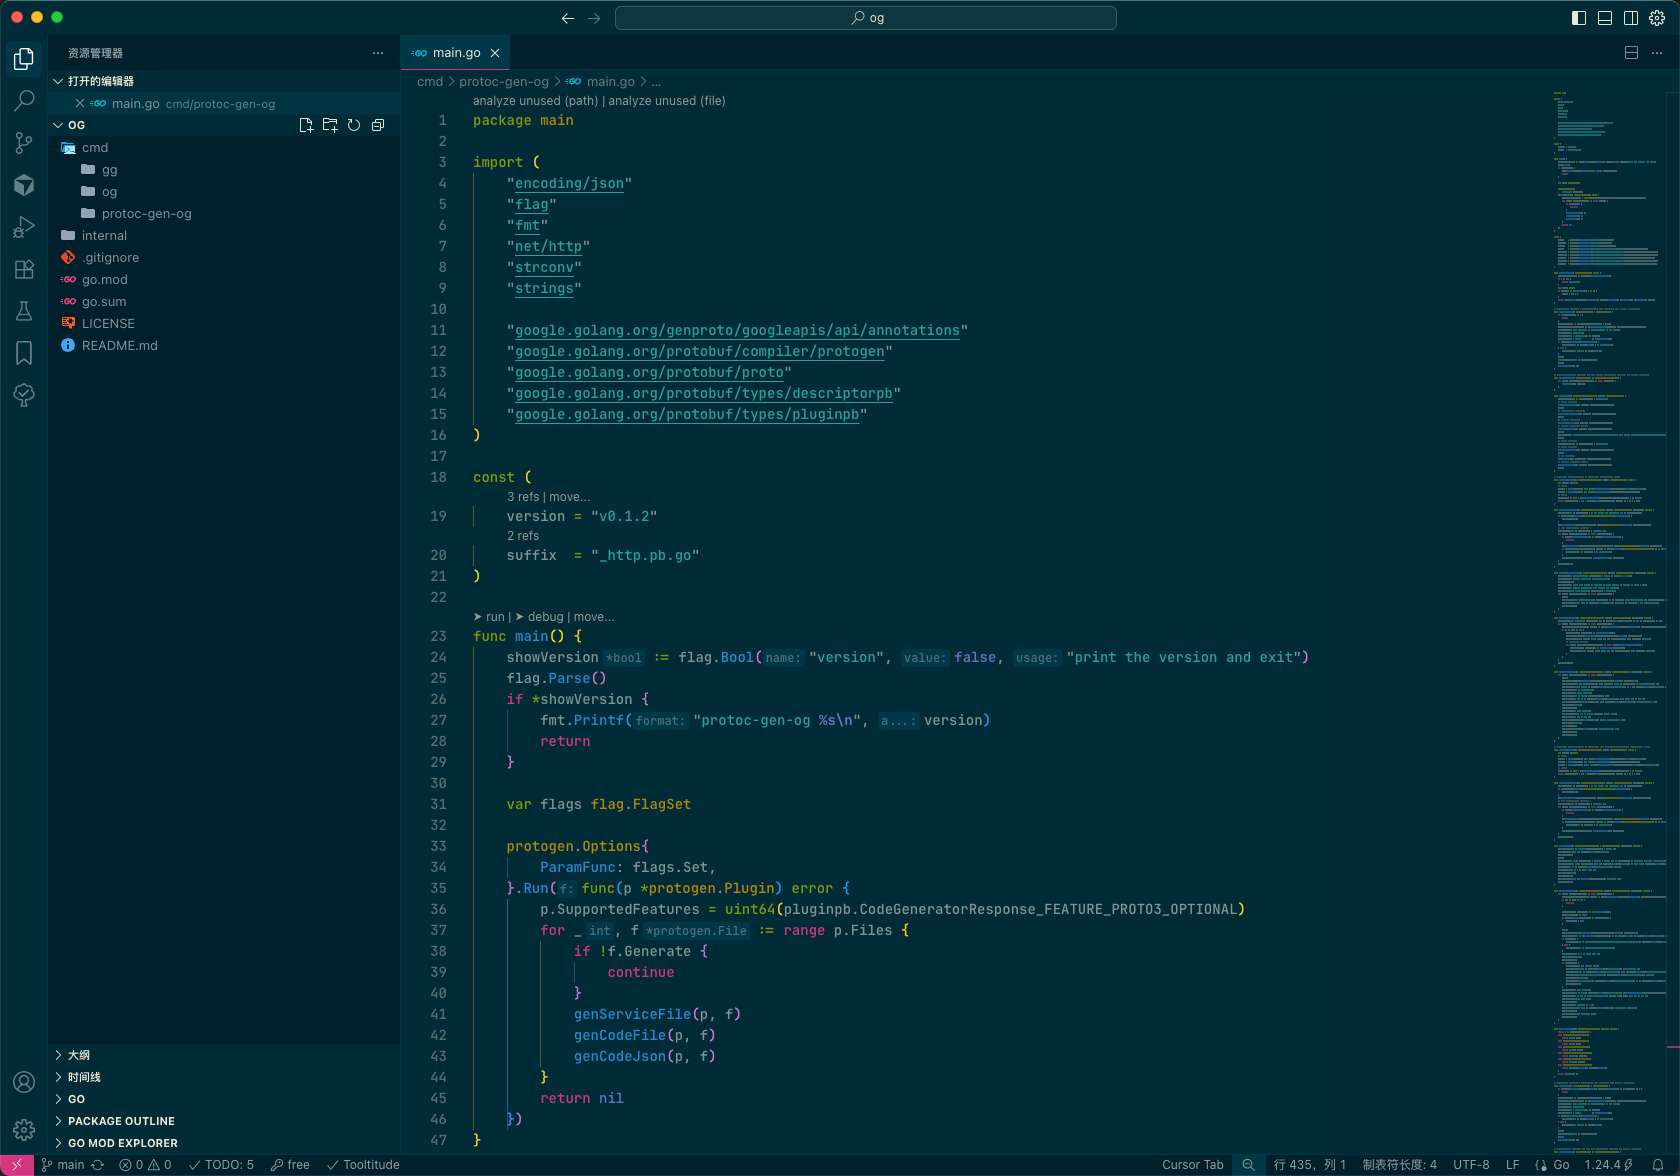 og
资源管理器
打开的编辑器
main.go cmd/protoc-gen-og
OG
cmd
gg
og
protoc-gen-og
internal
.gitignore
go.mod
go.sum
LICENSE
README.md
大纲
时间线
GO
PACKAGE OUTLINE
GO MOD EXPLORER
main.go
cmd > protoc-gen-og > main.go > ...
analyze unused (path) | analyze unused (file)
1 package main
2
3 import (
4 "encoding/json"
5 "flag"
6 "fmt"
7 "net/http"
8 "strconv"
9 "strings"
10
11 "google.golang.org/genproto/googleapis/api/annotations"
12 "google.golang.org/protobuf/compiler/protogen"
13 "google.golang.org/protobuf/proto"
14 "google.golang.org/protobuf/types/descriptorpb"
15 "google.golang.org/protobuf/types/pluginpb"
16 )
17
18 const (
3 refs | move...
19 version = "v0.1.2"
2 refs
20 suffix  = "_http.pb.go"
21 )
22
➤ run | ➤ debug | move...
23 func main() {
24 showVersion *bool := flag.Bool(name: "version", value: false, usage: "print the version and exit")
25 flag.Parse()
26 if *showVersion {
27 fmt.Printf(format: "protoc-gen-og %s\n", a...: version)
28 return
29 }
30
31 var flags flag.FlagSet
32
33 protogen.Options{
34 ParamFunc: flags.Set,
35 }.Run(f: func(p *protogen.Plugin) error {
36 p.SupportedFeatures = uint64(pluginpb.CodeGeneratorResponse_FEATURE_PROTO3_OPTIONAL)
37 for _ int, f *protogen.File := range p.Files {
38 if !f.Generate {
39 continue
40 }
41 genServiceFile(p, f)
42 genCodeFile(p, f)
43 genCodeJson(p, f)
44 }
45 return nil
46 })
47 }
main 0 0 TODO: 5 free Tooltitude Cursor Tab 行 435，列 1 制表符长度: 4 UTF-8 LF Go 1.24.4